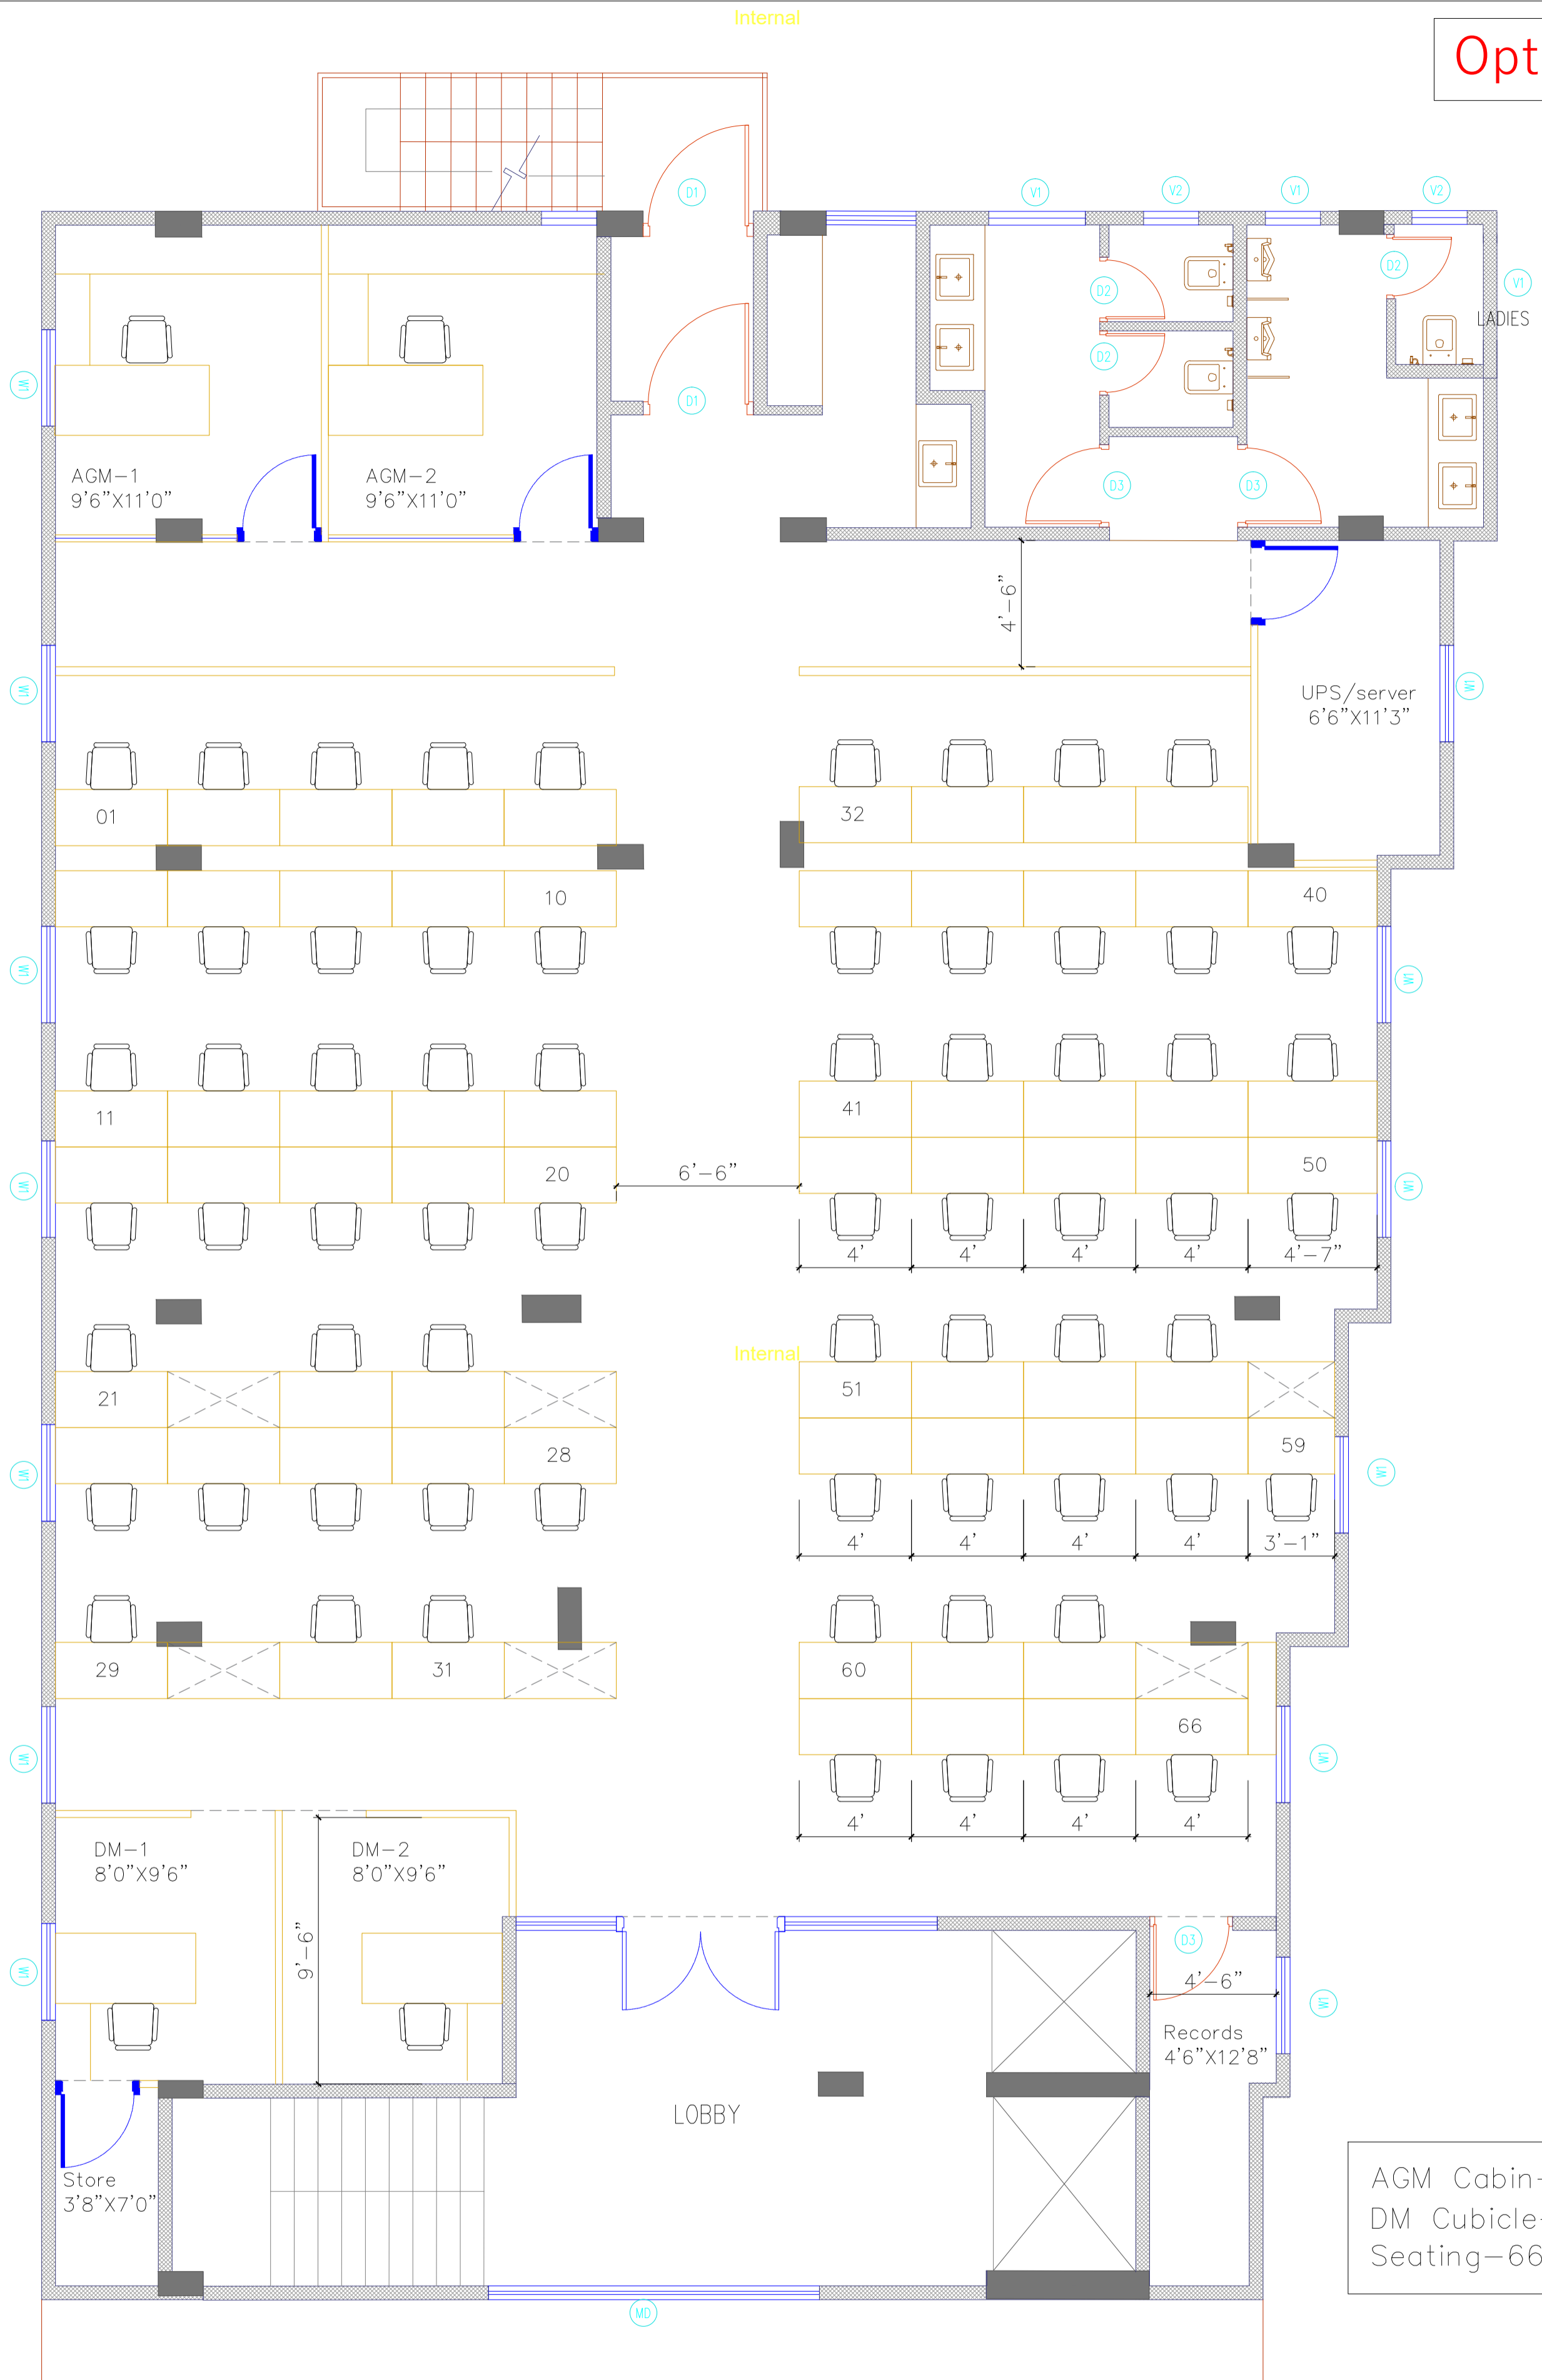 Internal
Opt
D1
V1
V2
V1
V2
D2
D2
V1
LADIES
D2
W1
D1
AGM-1
9'6"X11'0"
AGM-2
9'6"X11'0"
D3
D3
4'-6"
W1
W1
UPS/server
6'6"X11'3"
01
32
10
40
W1
W1
11
41
20
50
6'-6"
W1
W1
4'
4'
4'
4'
4'-7"
Internal
21
51
28
59
W1
W1
4'
4'
4'
4'
3'-1"
29
31
60
66
W1
W1
4'
4'
4'
4'
DM-1
8'0"X9'6"
DM-2
8'0"X9'6"
9'-6"
D3
4'-6"
W1
W1
Records
4'6"X12'8"
LOBBY
Store
3'8"X7'0"
AGM Cabin-
DM Cubicle-
Seating-66
MD